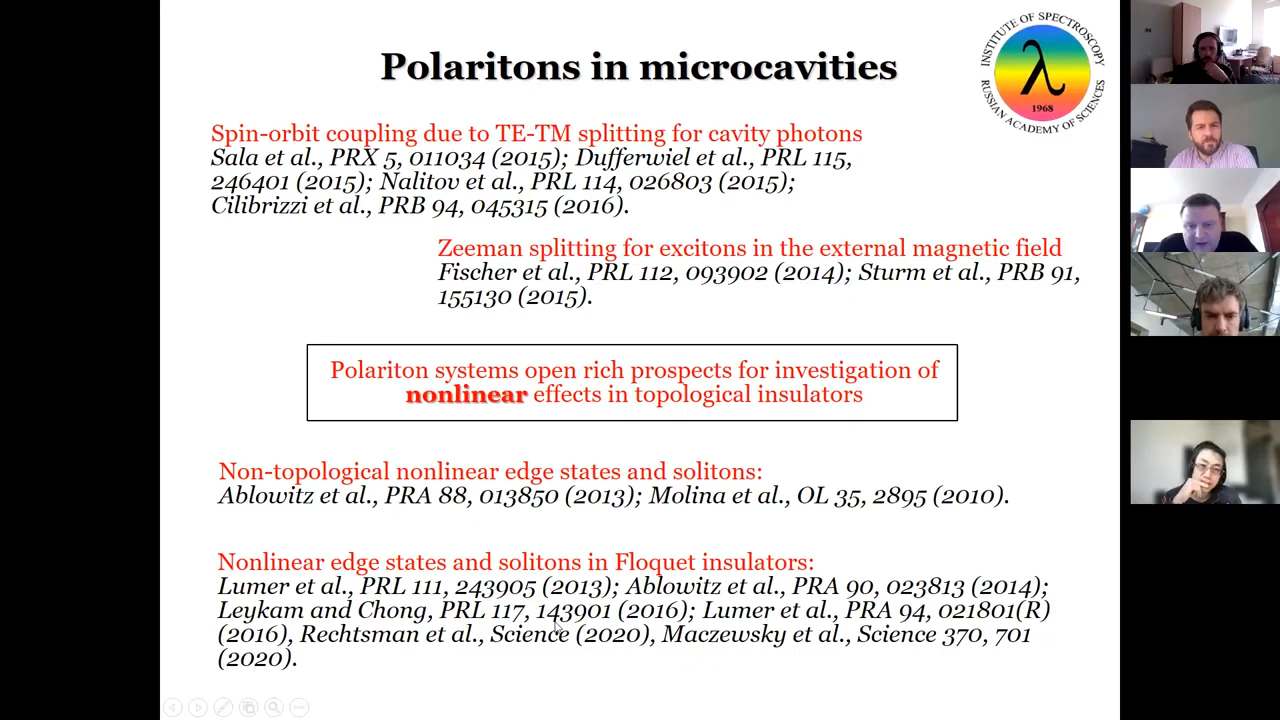 Polaritons in microcavities
INSTITUTE OF SPECTROSCOPY
RUSSIAN ACADEMY OF SCIENCES
λ
1968
Spin-orbit coupling due to TE-TM splitting for cavity photons
Sala et al., PRX 5, 011034 (2015); Dufferwiel et al., PRL 115,
246401 (2015); Nalitov et al., PRL 114, 026803 (2015);
Cilibrizzi et al., PRB 94, 045315 (2016).
Zeeman splitting for excitons in the external magnetic field
Fischer et al., PRL 112, 093902 (2014); Sturm et al., PRB 91,
155130 (2015).
Polariton systems open rich prospects for investigation of
nonlinear effects in topological insulators
Non-topological nonlinear edge states and solitons:
Ablowitz et al., PRA 88, 013850 (2013); Molina et al., OL 35, 2895 (2010).
Nonlinear edge states and solitons in Floquet insulators:
Lumer et al., PRL 111, 243905 (2013); Ablowitz et al., PRA 90, 023813 (2014);
Leykam and Chong, PRL 117, 143901 (2016); Lumer et al., PRA 94, 021801(R)
(2016), Rechtsman et al., Science (2020), Maczewsky et al., Science 370, 701
(2020).